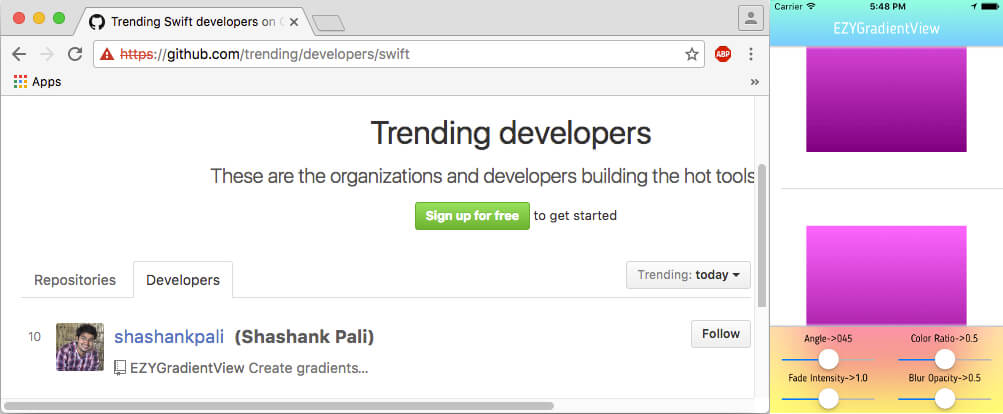 Trending Swift developers on
https://github.com/trending/developers/swift
ABP
Apps
»
Trending developers
These are the organizations and developers building the hot tools
Sign up for free to get started
Repositories
Developers
Trending: today
10
shashankpali (Shashank Pali)
Follow
EZYGradientView Create gradients...
Carrier
5:48 PM
EZYGradientView
Angle->045
Color Ratio->0.5
Fade Intensity->1.0
Blur Opacity->0.5